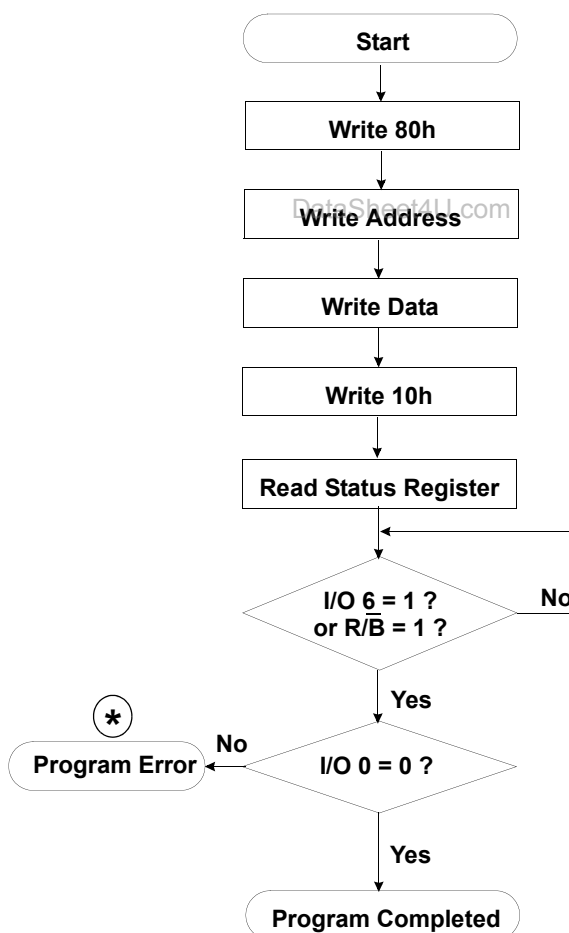 Start
Write 80h
DataSheet4U.com
Write Address
Write Data
Write 10h
Read Status Register
I/O 6 = 1 ?
or R/B̅ = 1 ?
No
Yes
*
No
Program Error
I/O 0 = 0 ?
Yes
Program Completed